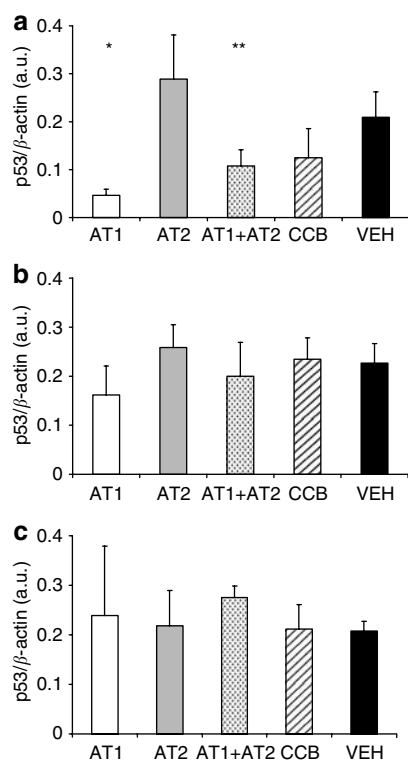 a
* **
p53/β-actin (a.u.)
0.4
0.3
0.2
0.1
0
AT1 AT2 AT1+AT2 CCB VEH
b
p53/β-actin (a.u.)
0.4
0.3
0.2
0.1
0
AT1 AT2 AT1+AT2 CCB VEH
c
p53/β-actin (a.u.)
0.4
0.3
0.2
0.1
0
AT1 AT2 AT1+AT2 CCB VEH